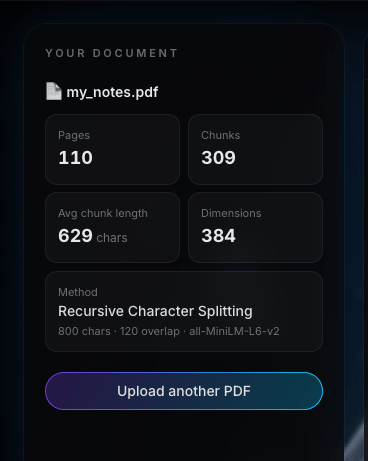 YOUR DOCUMENT
my_notes.pdf
Pages
110
Chunks
309
Avg chunk length
629 chars
Dimensions
384
Method
Recursive Character Splitting
800 chars · 120 overlap · all-MiniLM-L6-v2
Upload another PDF